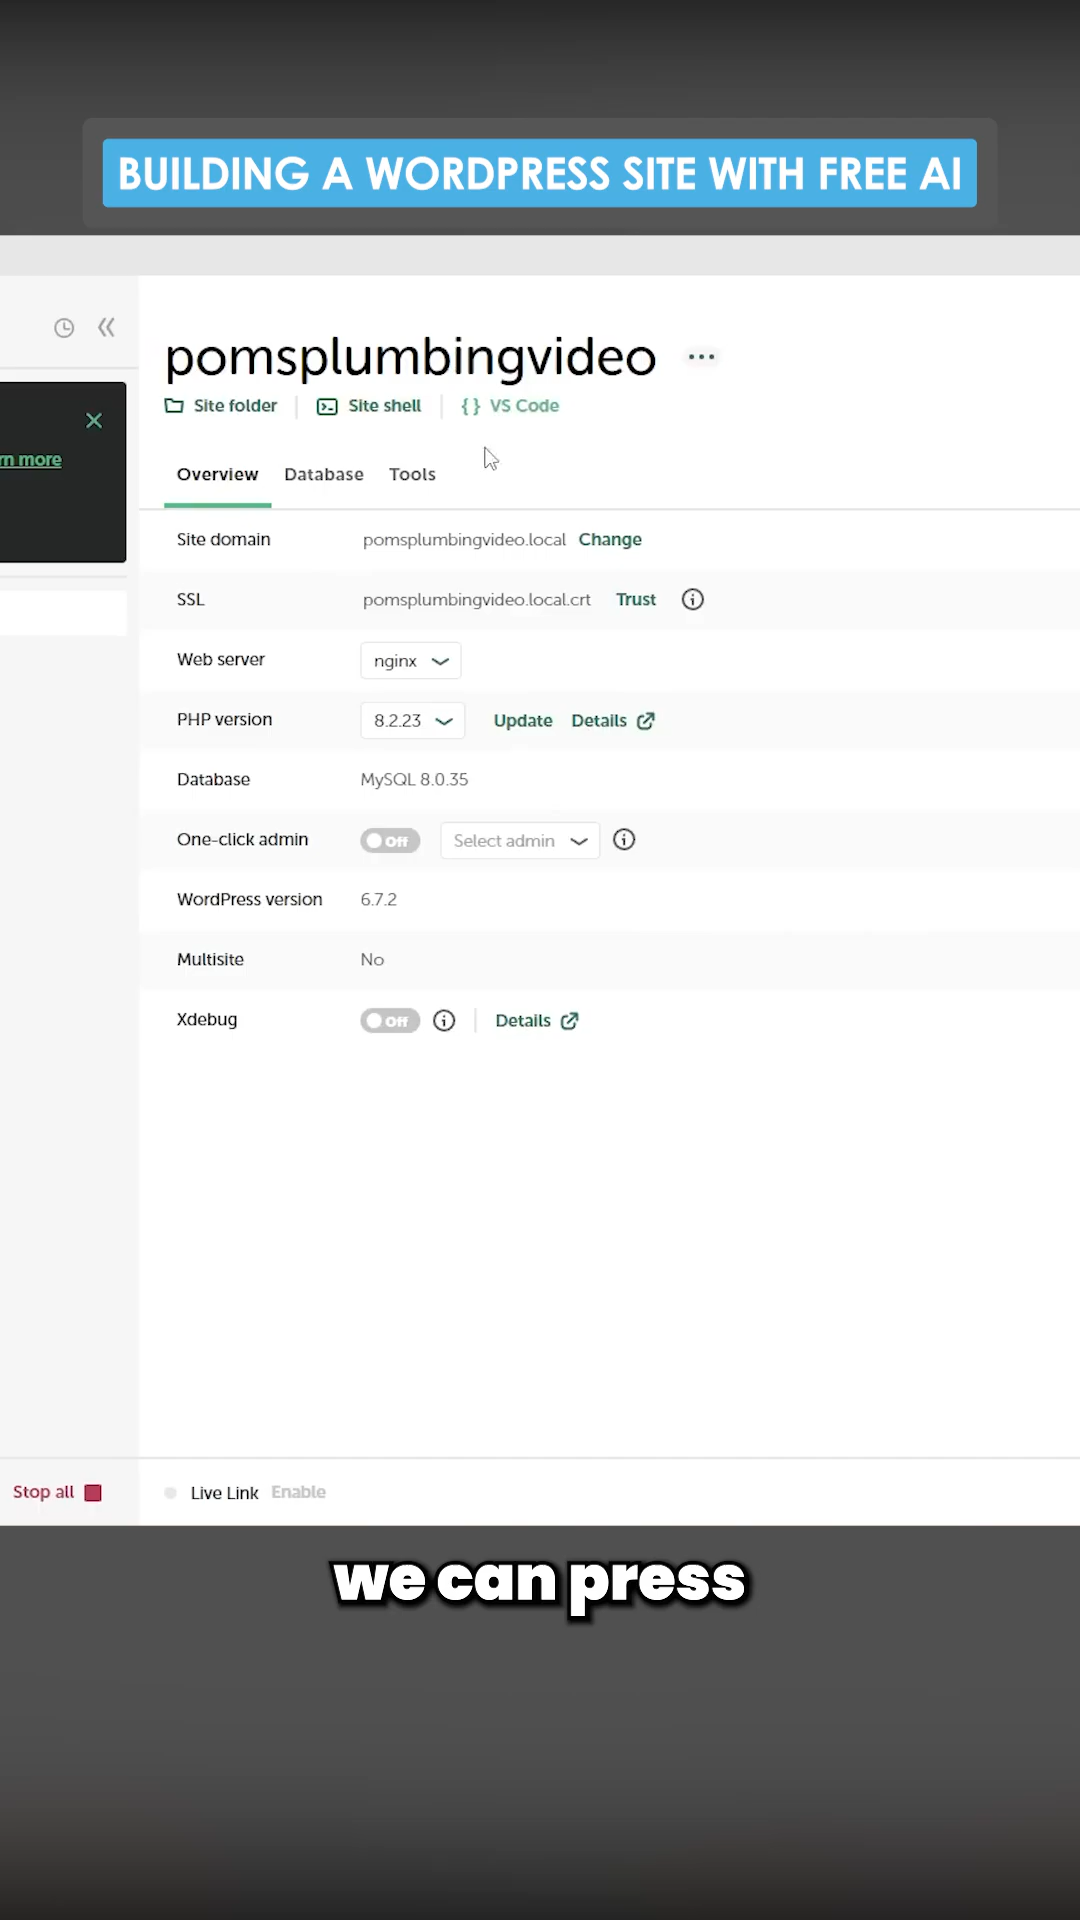 BUILDING A WORDPRESS SITE WITH FREE AI
pomsplumbingvideo
Site folder
Site shell
VS Code
rn more
Overview
Database
Tools
Site domain
pomsplumbingvideo.local
Change
SSL
pomsplumbingvideo.local.crt
Trust
Web server
nginx
PHP version
8.2.23
Update
Details
Database
MySQL 8.0.35
One-click admin
Off
Select admin
WordPress version
6.7.2
Multisite
No
Xdebug
Off
Details
Stop all
Live Link
Enable
we can press